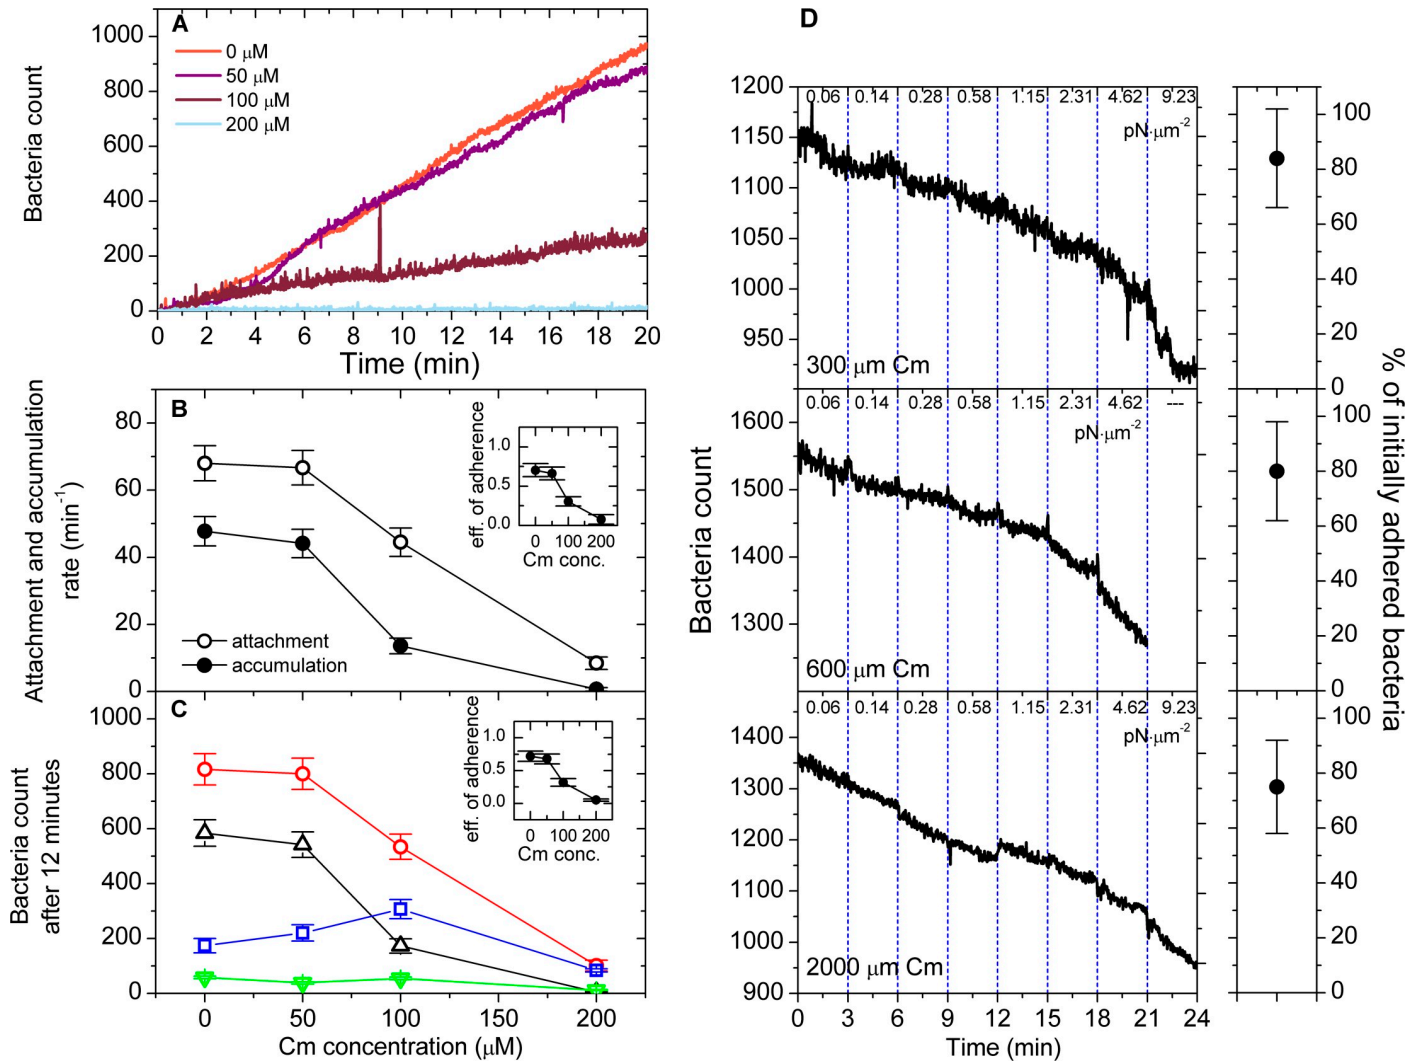 A
1000
800
600
400
200
0
Bacteria count
0 μM
50 μM
100 μM
200 μM
0 2 4 6 8 10 12 14 16 18 20
Time (min)
B
80
60
40
20
0
Attachment and accumulation
rate (min⁻¹)
attachment
accumulation
eff. of adherence
1.0
0.5
0.0
0 100 200
Cm conc.
C
1000
800
600
400
200
0
Bacteria count
after 12 minutes
eff. of adherence
1.0
0.5
0.0
0 100 200
Cm conc.
0 50 100 150 200
Cm concentration (μM)
D
Bacteria count
1200
1150
1100
1050
1000
950
0.06 0.14 0.28 0.58 1.15 2.31 4.62 9.23
pN·μm⁻²
300 μm Cm
100
80
60
40
20
0
1600
1500
1400
1300
0.06 0.14 0.28 0.58 1.15 2.31 4.62 ---
pN·μm⁻²
600 μm Cm
100
80
60
40
20
0
1400
1300
1200
1100
1000
900
0.06 0.14 0.28 0.58 1.15 2.31 4.62 9.23
pN·μm⁻²
2000 μm Cm
100
80
60
40
20
0
0 3 6 9 12 15 18 21 24
Time (min)
% of initially adhered bacteria